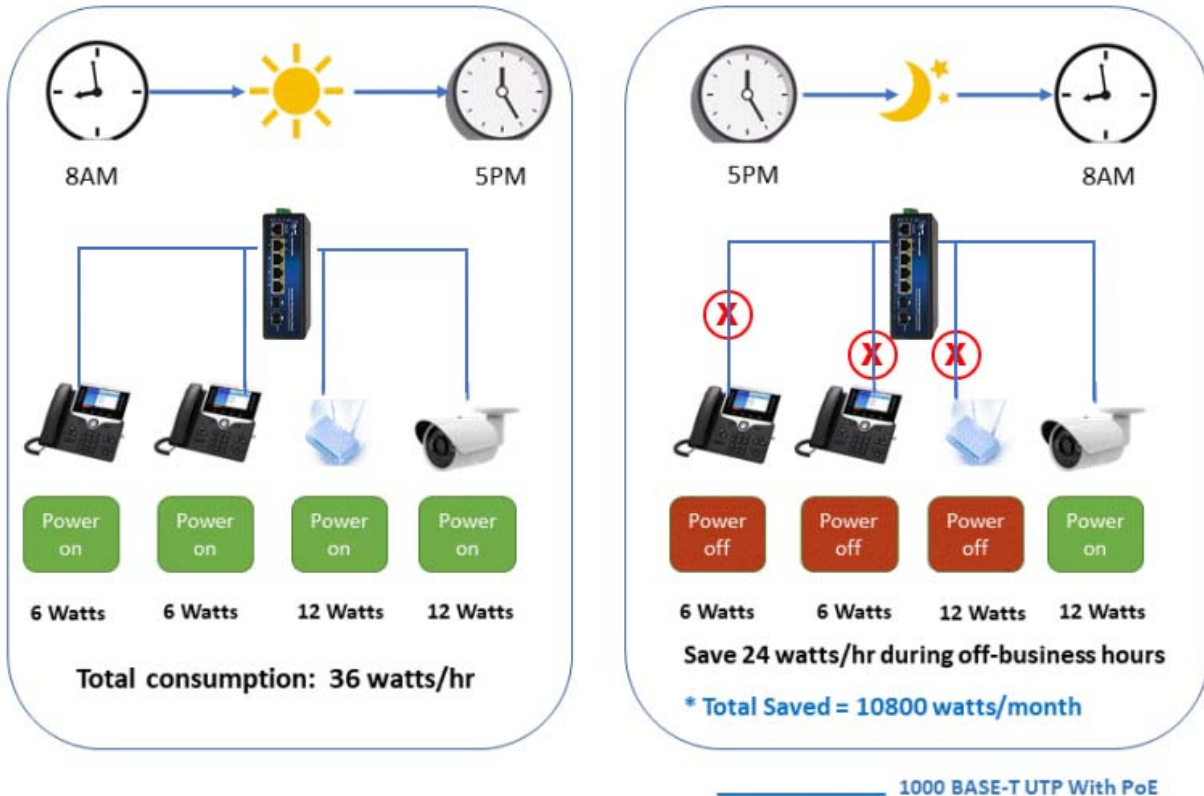 8AM
5PM
Power on
Power on
Power on
Power on
6 Watts
6 Watts
12 Watts
12 Watts
Total consumption: 36 watts/hr
5PM
8AM
X
X
X
Power off
Power off
Power off
Power on
6 Watts
6 Watts
12 Watts
12 Watts
Save 24 watts/hr during off-business hours
* Total Saved = 10800 watts/month
1000 BASE-T UTP With PoE